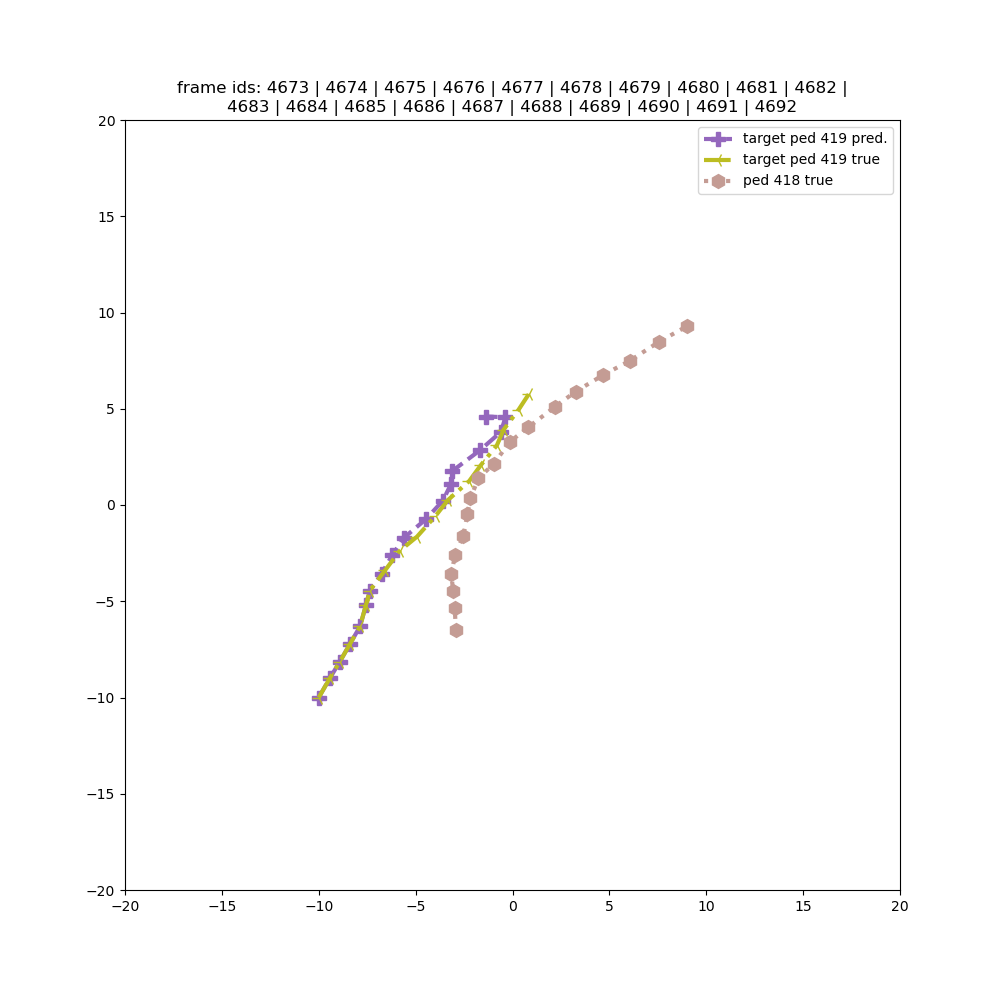 frame ids: 4673 | 4674 | 4675 | 4676 | 4677 | 4678 | 4679 | 4680 | 4681 | 4682 |
4683 | 4684 | 4685 | 4686 | 4687 | 4688 | 4689 | 4690 | 4691 | 4692
target ped 419 pred.
target ped 419 true
ped 418 true
20
15
10
5
0
−5
−10
−15
−20
−20 −15 −10 −5 0 5 10 15 20